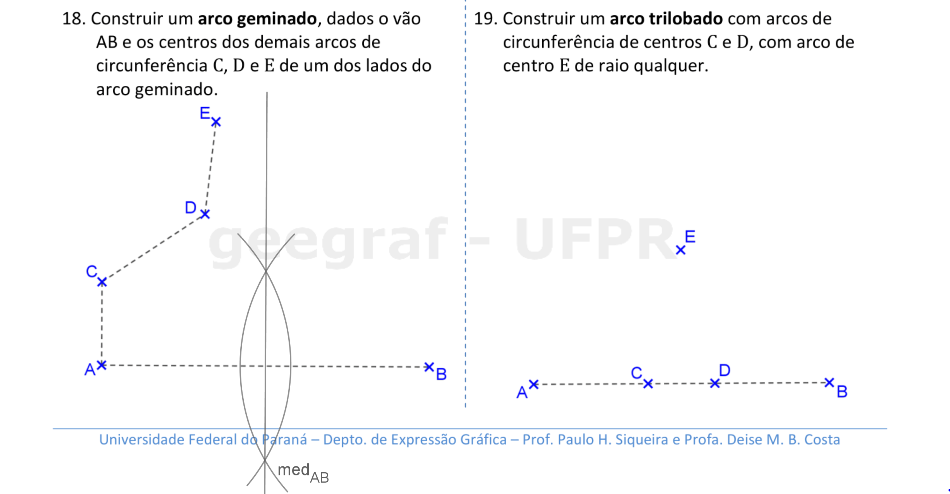 18. Construir um arco geminado, dados o vão
AB e os centros dos demais arcos de
circunferência C, D e E de um dos lados do
arco geminado.
E
D
C
A
B
med AB
19. Construir um arco trilobado com arcos de
circunferência de centros C e D, com arco de
centro E de raio qualquer.
E
C
D
A
B
geegraf - UFPR
Universidade Federal do Paraná – Depto. de Expressão Gráfica – Prof. Paulo H. Siqueira e Profa. Deise M. B. Costa